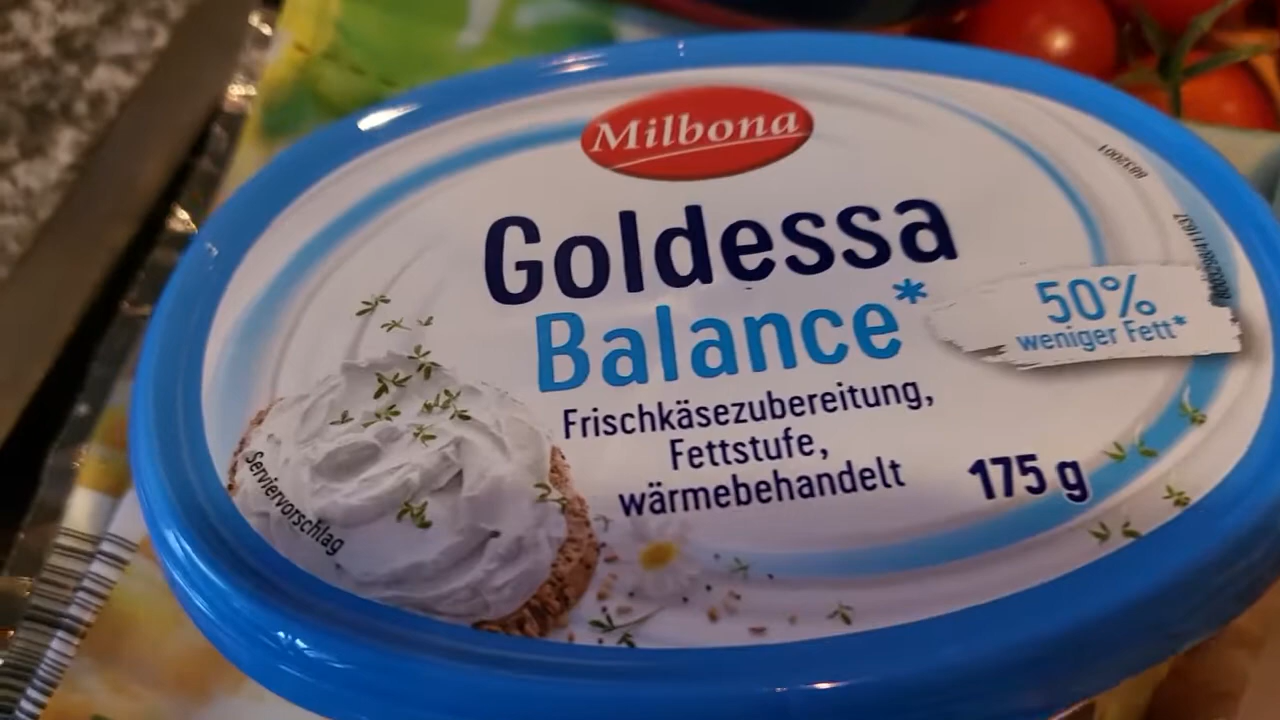 Milbona
Goldessa
Balance*
50%
weniger Fett*
Frischkäsezubereitung,
Fettstufe,
wärmebehandelt
175 g
Serviervorschlag